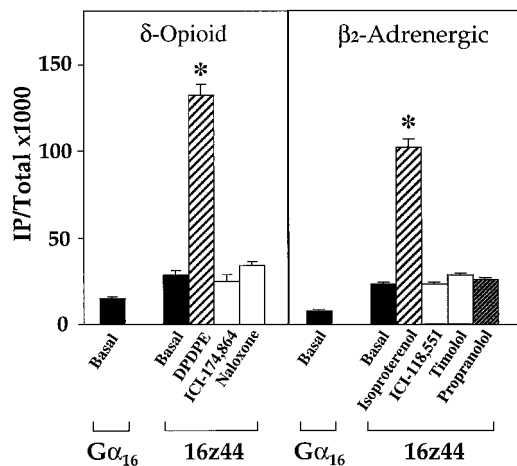 δ-Opioid
β2-Adrenergic
IP/Total x1000
150
100
50
0
*
*
Basal
Basal
DPDPE
ICI-174,864
Naloxone
Basal
Basal
Isoproterenol
ICI-118,551
Timolol
Propranolol
Gα16
16z44
Gα16
16z44